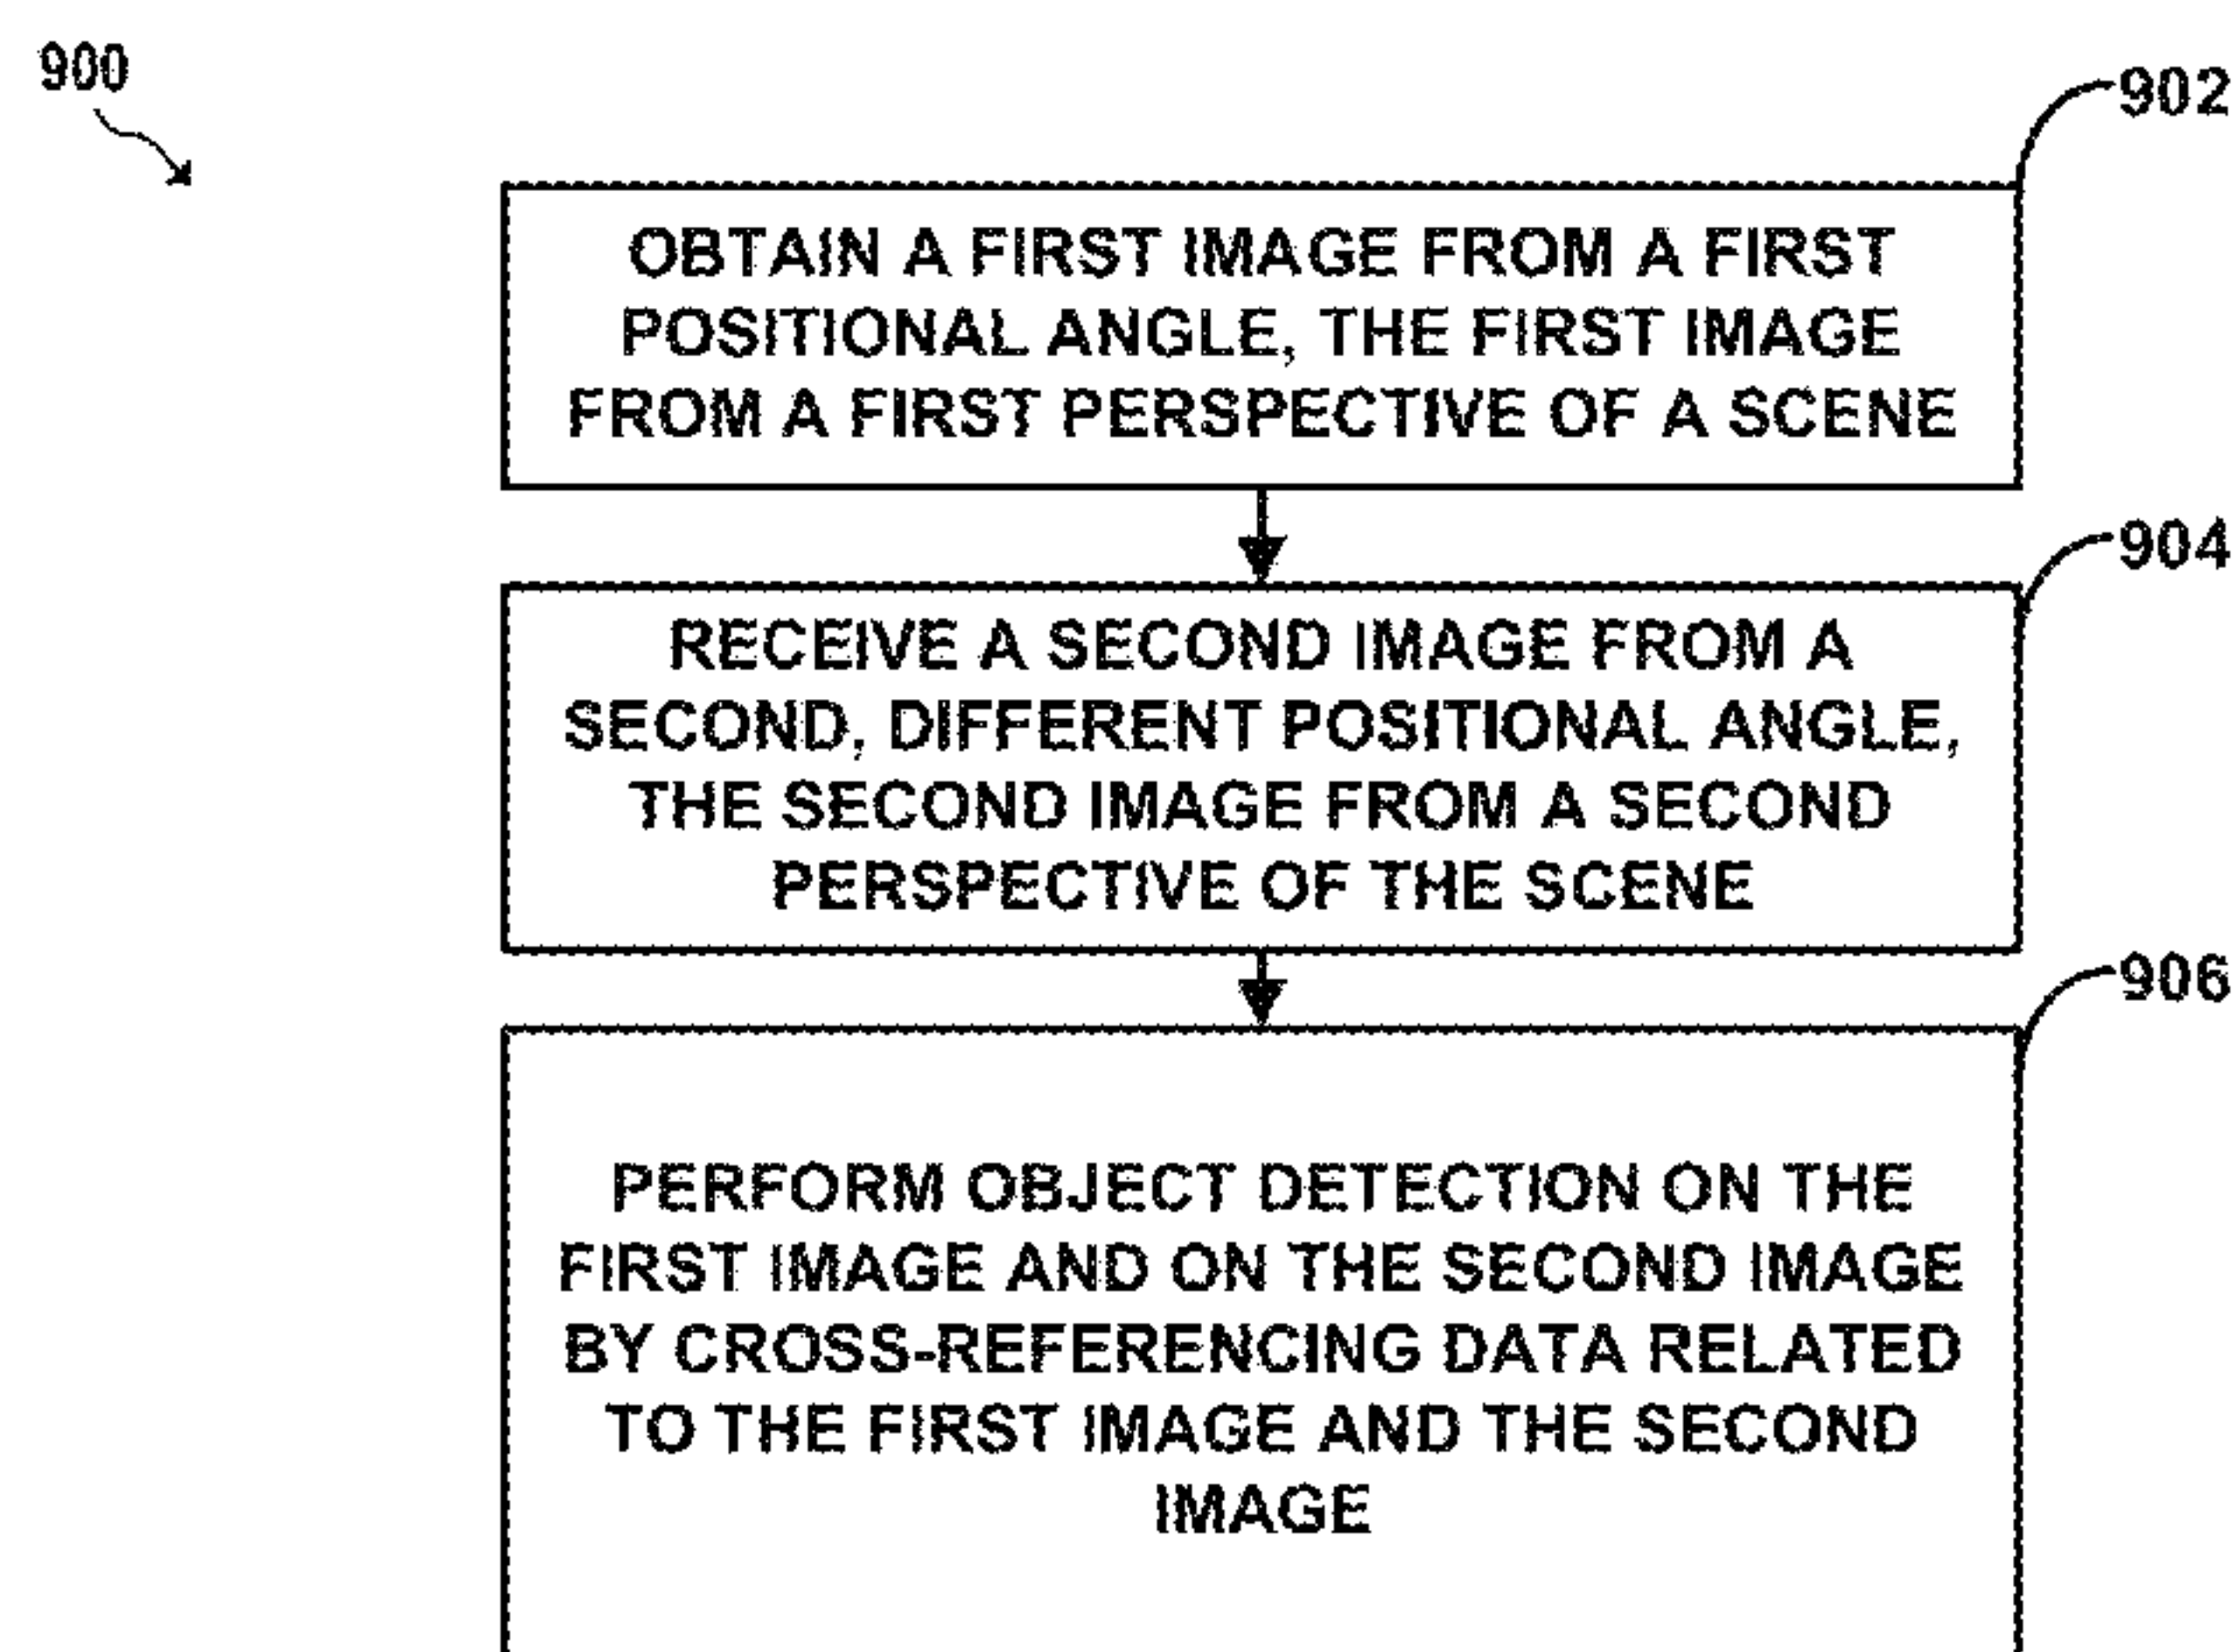 900
902
OBTAIN A FIRST IMAGE FROM A FIRST
POSITIONAL ANGLE, THE FIRST IMAGE
FROM A FIRST PERSPECTIVE OF A SCENE
904
RECEIVE A SECOND IMAGE FROM A
SECOND, DIFFERENT POSITIONAL ANGLE,
THE SECOND IMAGE FROM A SECOND
PERSPECTIVE OF THE SCENE
906
PERFORM OBJECT DETECTION ON THE
FIRST IMAGE AND ON THE SECOND IMAGE
BY CROSS-REFERENCING DATA RELATED
TO THE FIRST IMAGE AND THE SECOND
IMAGE